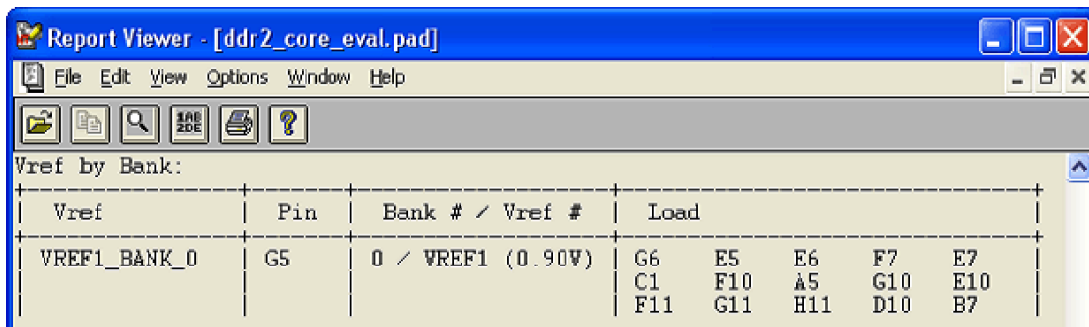 Report Viewer - [ddr2_core_eval.pad]
File Edit View Options Window Help
1AB
2DE
Vref by Bank:
+--------------------+---------+------------------------+---------------------------------------+
| Vref | Pin | Bank # / Vref # | Load |
+--------------------+---------+------------------------+---------------------------------------+
| VREF1_BANK_0 | G5 | 0 / VREF1 (0.90V) | G6 E5 E6 F7 E7 |
| | | | C1 F10 A5 G10 E10 |
| | | | F11 G11 H11 D10 B7 |